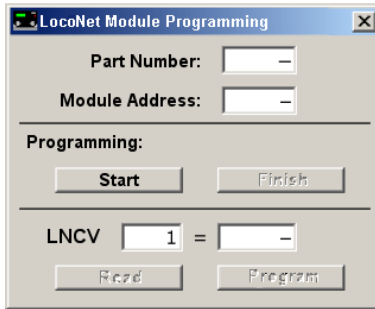 LocoNet Module Programming
Part Number: –
Module Address: –
Programming:
Start Finish
LNCV 1 = –
Read Program